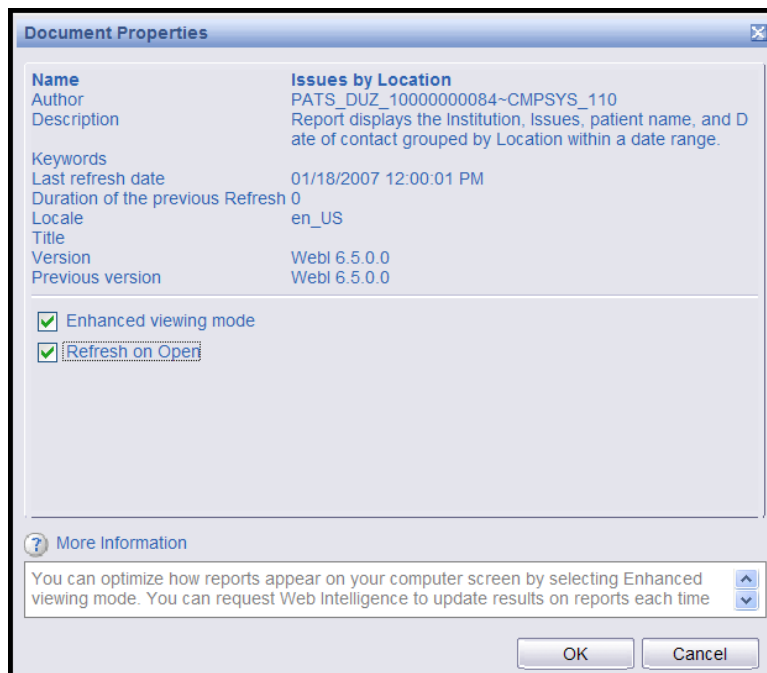 Document Properties
Name Issues by Location
Author PATS_DUZ_10000000084~CMPSYS_110
Description Report displays the Institution, Issues, patient name, and D
ate of contact grouped by Location within a date range.
Keywords
Last refresh date 01/18/2007 12:00:01 PM
Duration of the previous Refresh 0
Locale en_US
Title
Version WebI 6.5.0.0
Previous version WebI 6.5.0.0
Enhanced viewing mode
Refresh on Open
? More Information
You can optimize how reports appear on your computer screen by selecting Enhanced
viewing mode. You can request Web Intelligence to update results on reports each time
OK Cancel